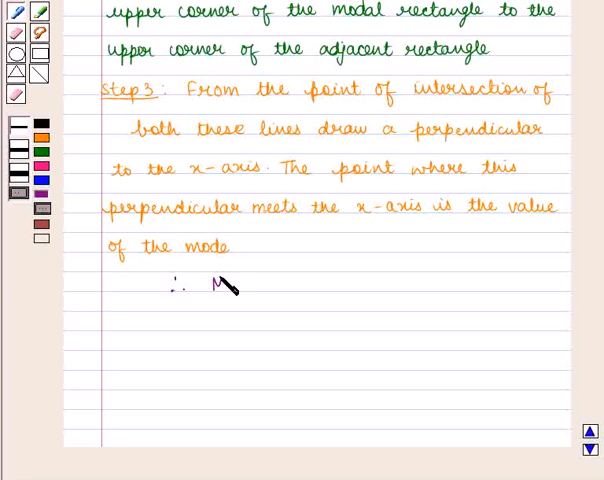 upper corner of the modal rectangle to the
upper corner of the adjacent rectangle
Step 3: From the point of intersection of
both these lines draw a perpendicular
to the x-axis. The point where this
perpendicular meets the x-axis is the value
of the mode
∴ M